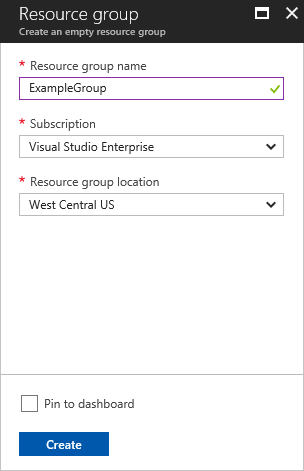 Resource group
Create an empty resource group
* Resource group name
ExampleGroup
* Subscription
Visual Studio Enterprise
* Resource group location
West Central US
Pin to dashboard
Create